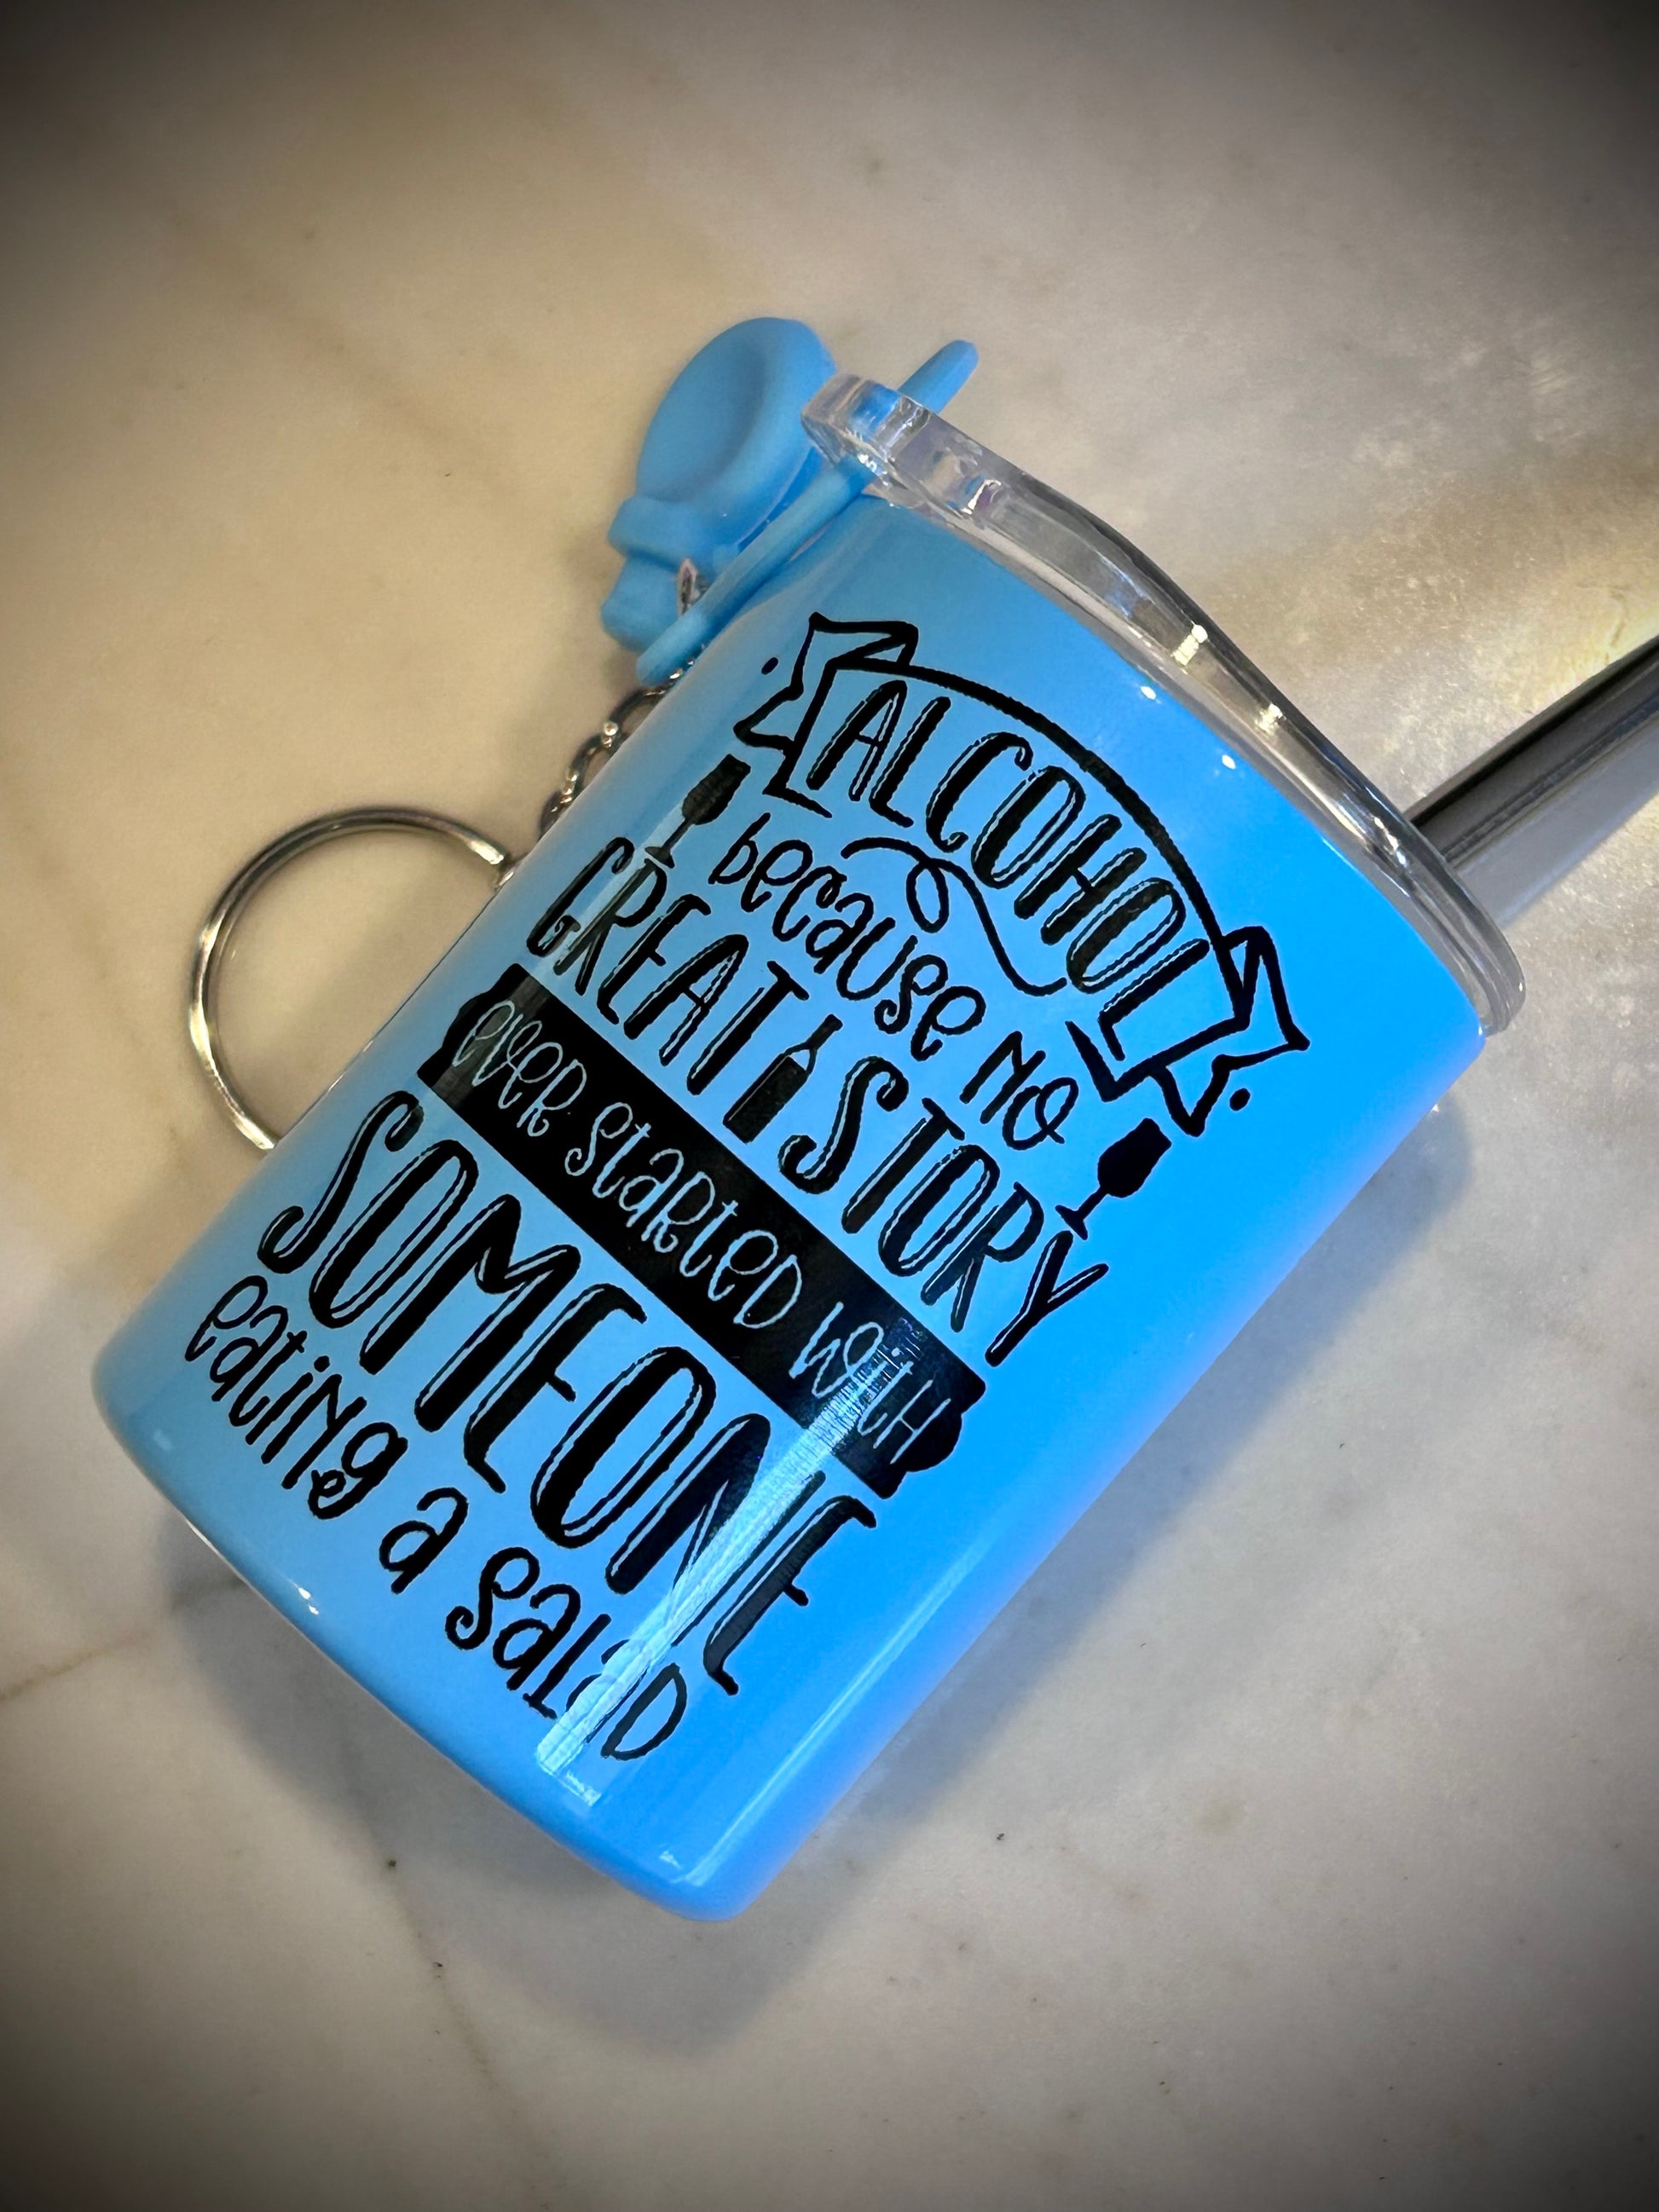 ALCOHOL
because NO
GREAT STORY
ever started with
SOMEONE
eating a salad